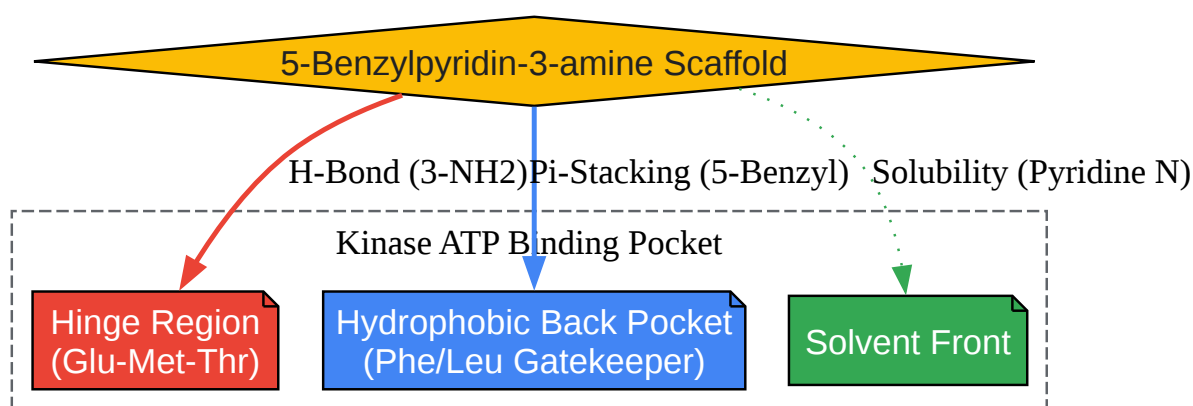 5-Benzylpyridin-3-amine Scaffold
H-Bond (3-NH2)
Pi-Stacking (5-Benzyl)
Solubility (Pyridine N)
Kinase ATP Binding Pocket
Hinge Region
(Glu-Met-Thr)
Hydrophobic Back Pocket
(Phe/Leu Gatekeeper)
Solvent Front